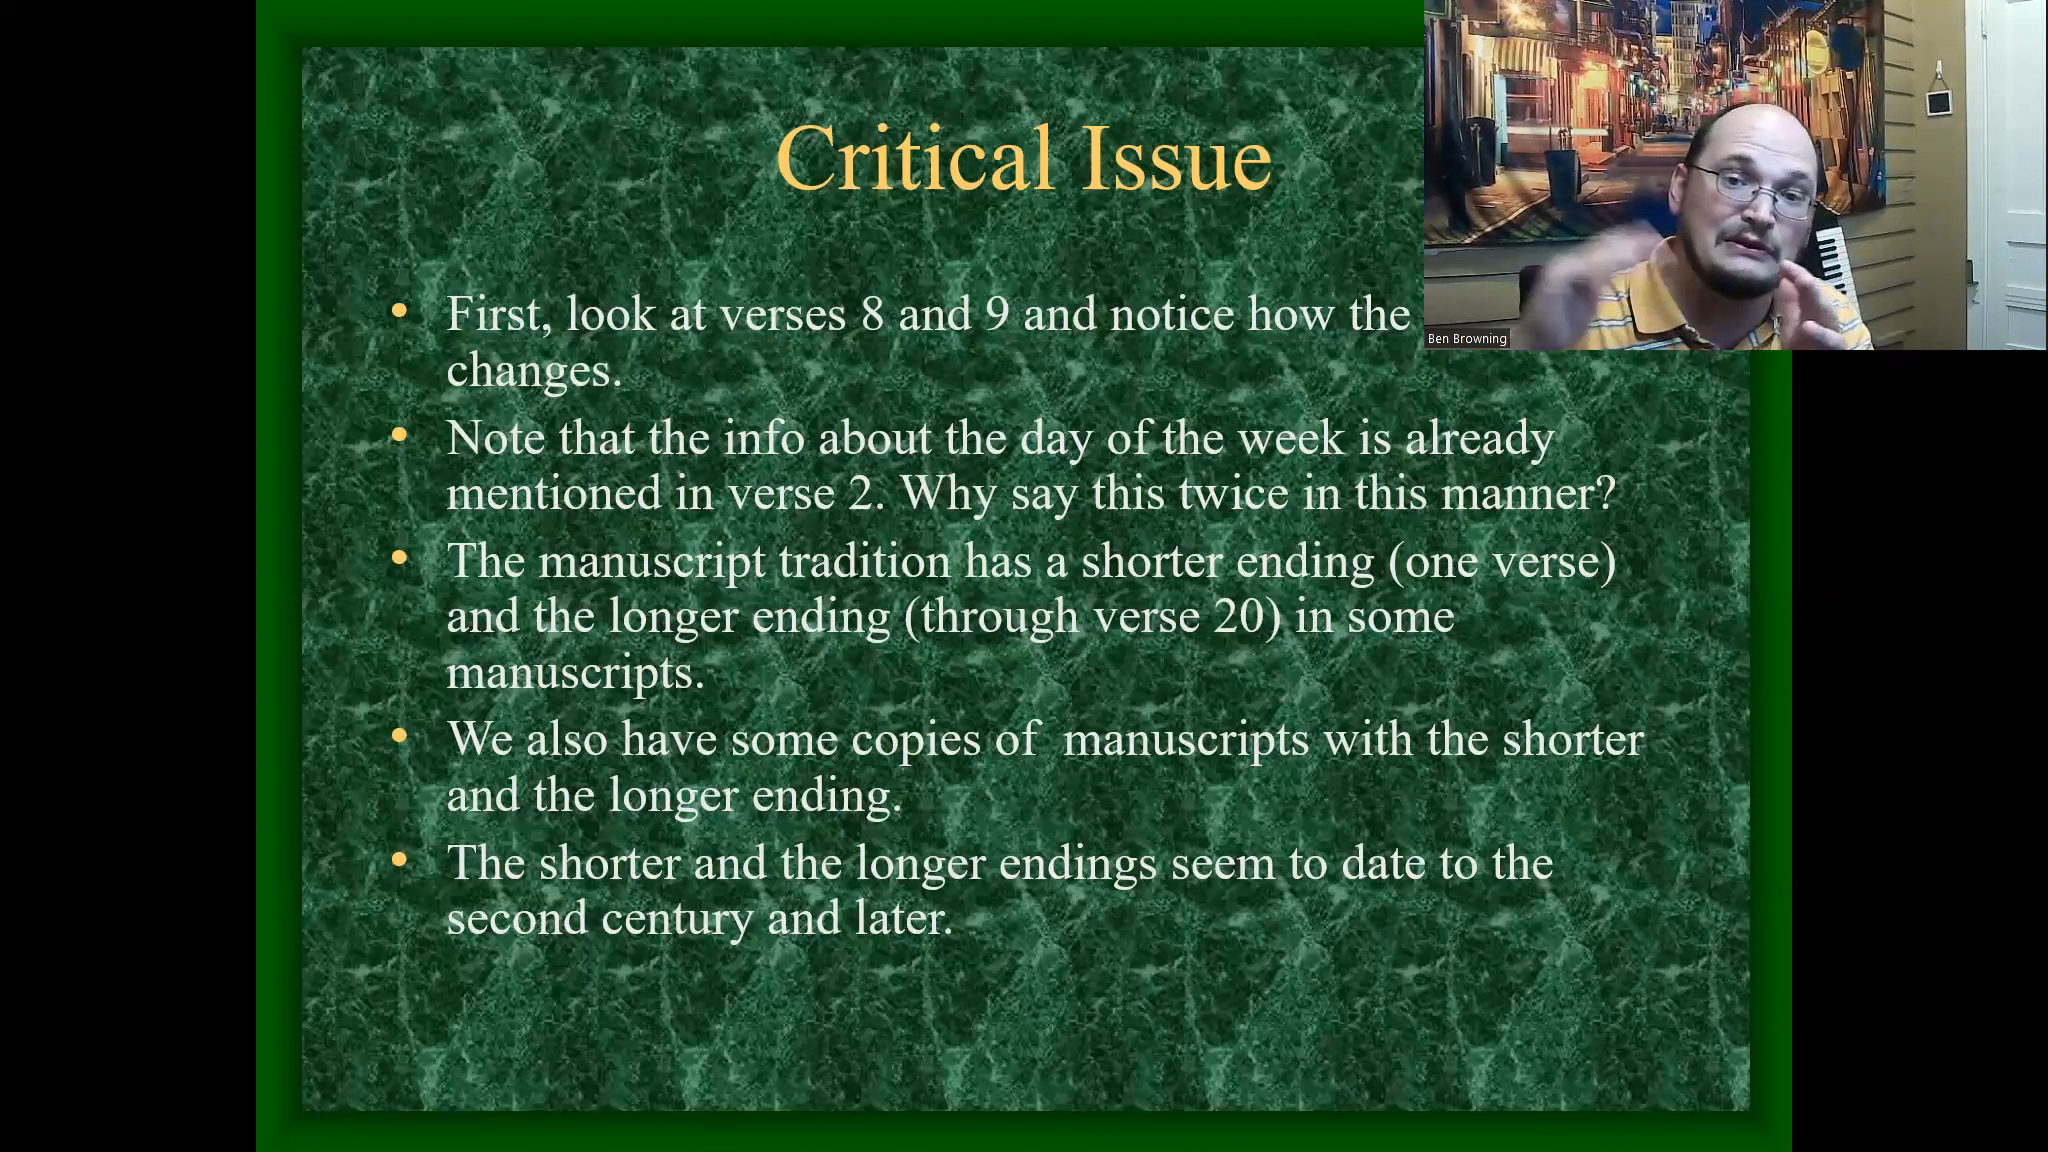 Critical Issue
• First, look at verses 8 and 9 and notice how the
changes.
• Note that the info about the day of the week is already
mentioned in verse 2. Why say this twice in this manner?
• The manuscript tradition has a shorter ending (one verse)
and the longer ending (through verse 20) in some
manuscripts.
• We also have some copies of  manuscripts with the shorter
and the longer ending.
• The shorter and the longer endings seem to date to the
second century and later.
Ben Browning